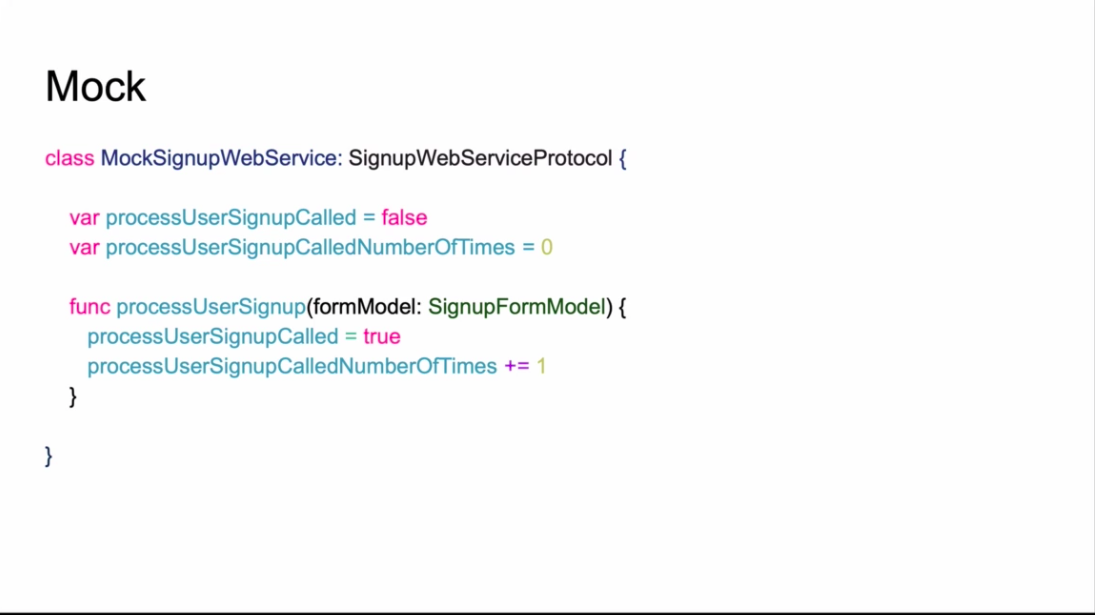 Mock
class MockSignupWebService: SignupWebServiceProtocol {
var processUserSignupCalled = false
var processUserSignupCalledNumberOfTimes = 0
func processUserSignup(formModel: SignupFormModel) {
processUserSignupCalled = true
processUserSignupCalledNumberOfTimes += 1
}
}